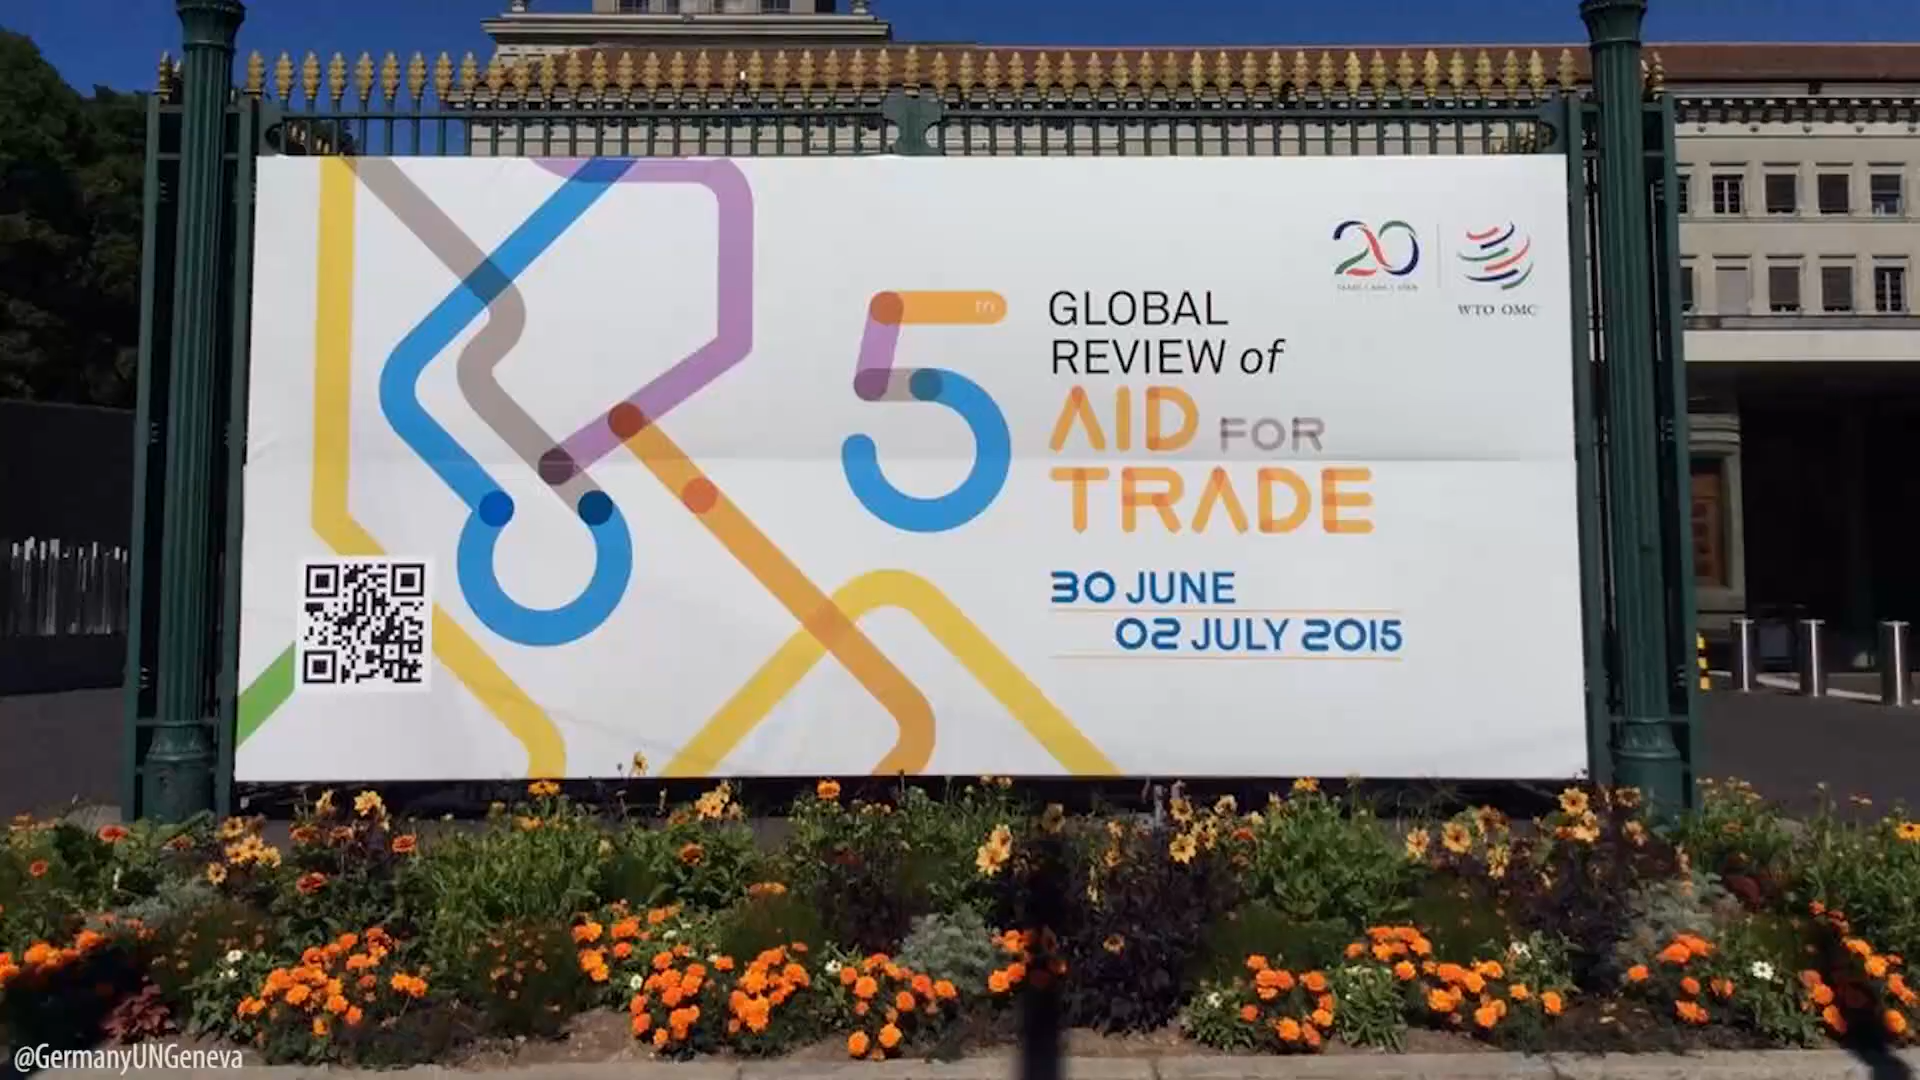 5th
GLOBAL
REVIEW of
AID FOR
TRADE
30 JUNE
02 JULY 2015
20
WTO OMC
@GermanyUNGeneva